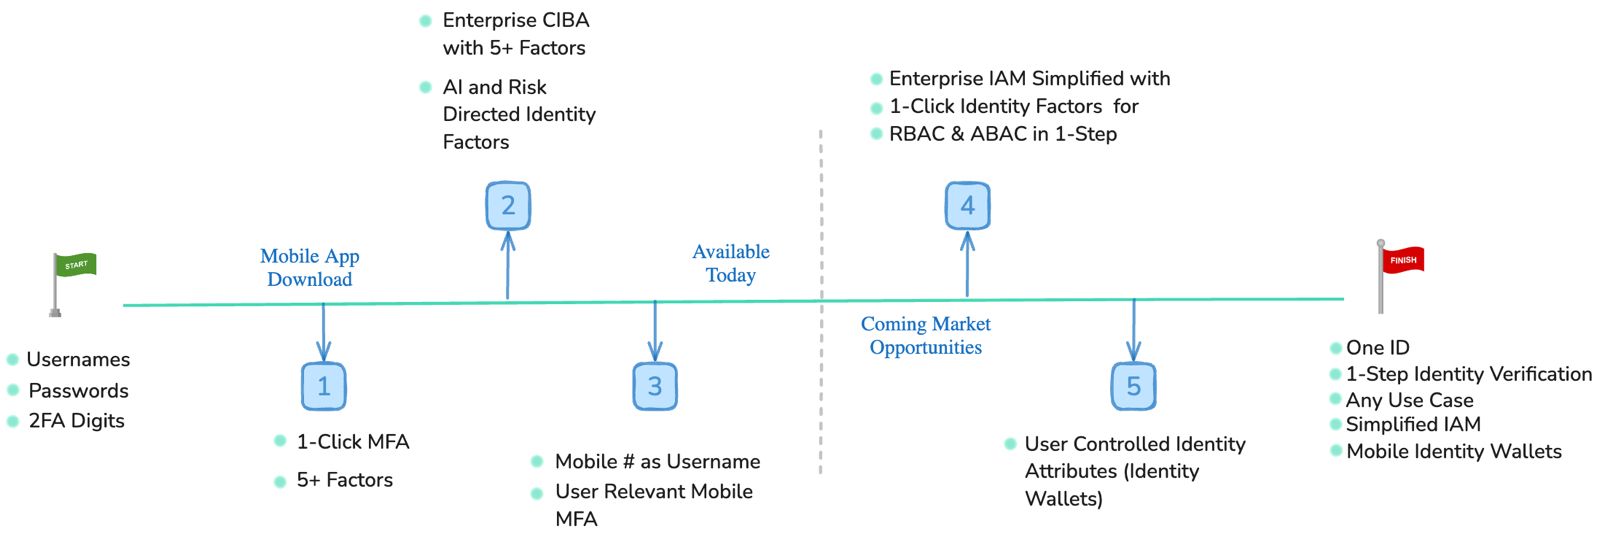 Enterprise CIBA
with 5+ Factors
AI and Risk
Directed Identity
Factors
Enterprise IAM Simplified with
1-Click Identity Factors for
RBAC & ABAC in 1-Step
2
4
START
Mobile App
Download
Available
Today
FINISH
Coming Market
Opportunities
Usernames
Passwords
2FA Digits
1
3
5
One ID
1-Step Identity Verification
Any Use Case
Simplified IAM
Mobile Identity Wallets
1-Click MFA
5+ Factors
Mobile # as Username
User Relevant Mobile
MFA
User Controlled Identity
Attributes (Identity
Wallets)